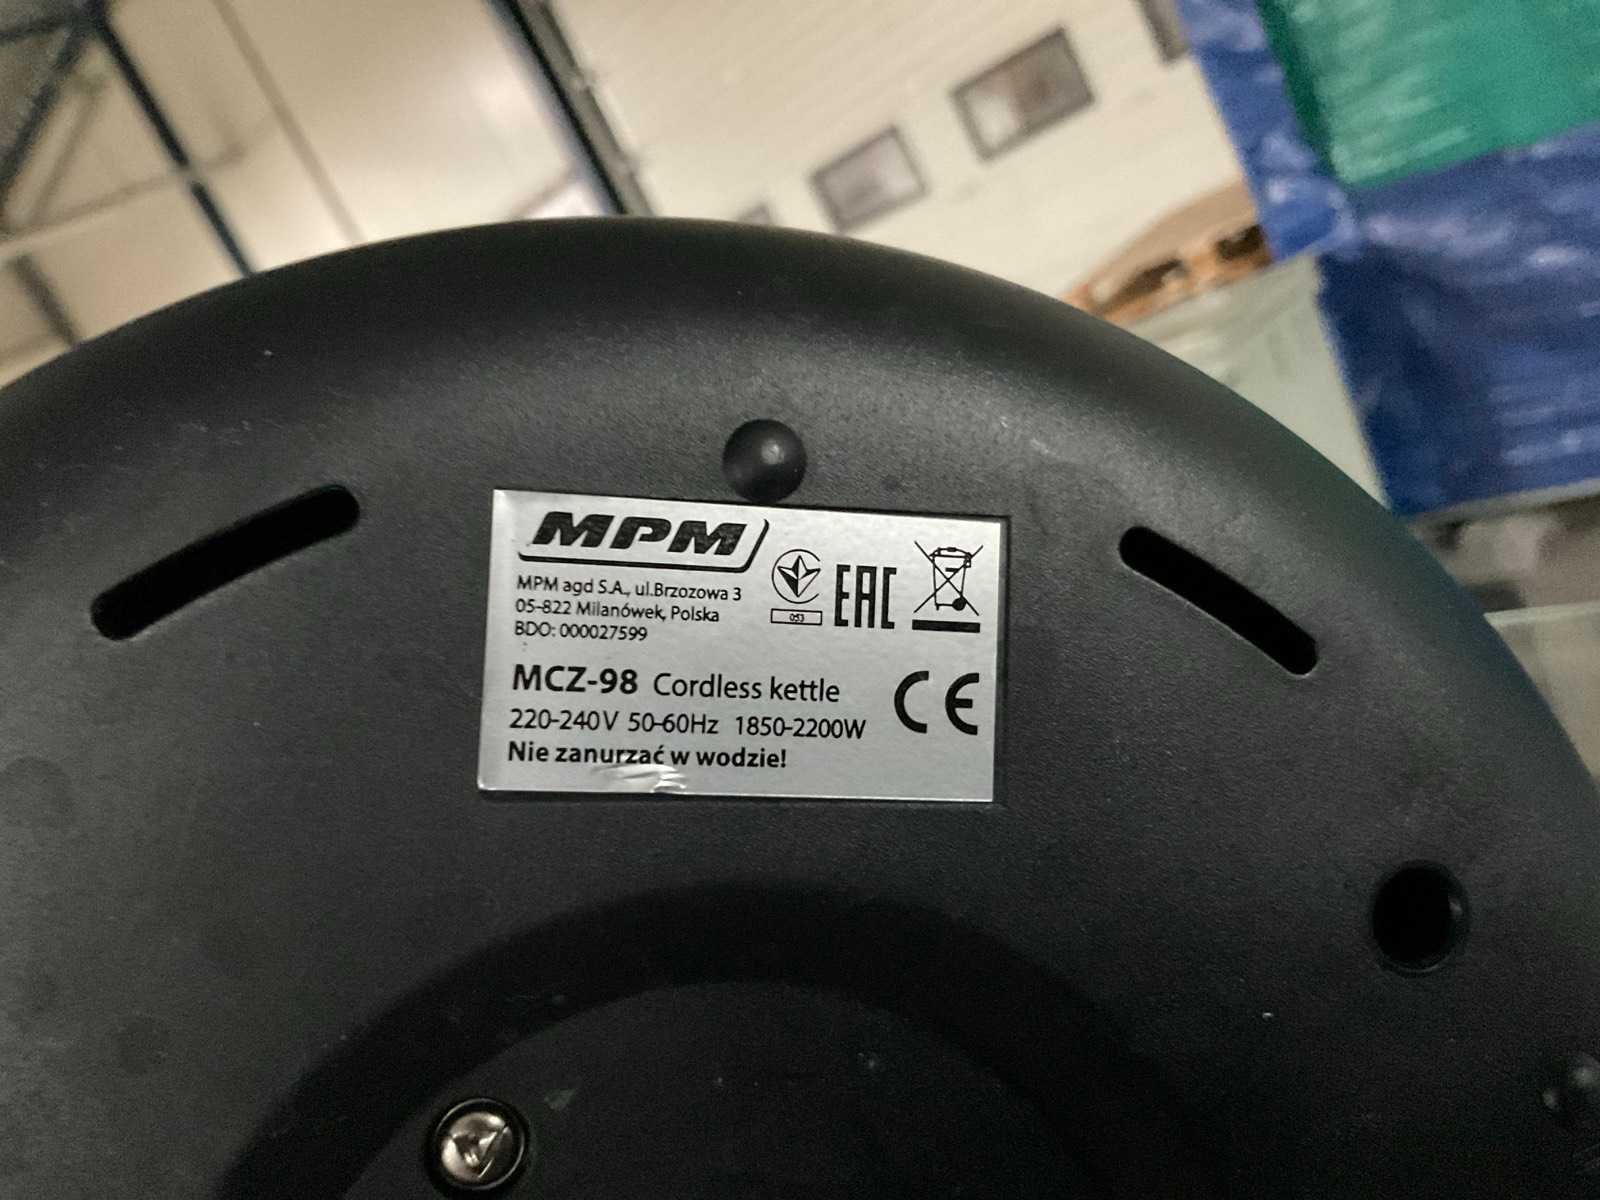 MPM
MPM agd S.A., ul.Brzozowa 3
05-822 Milanówek, Polska
BDO: 000027599
053
EAC
MCZ-98 Cordless kettle
CE
220-240V 50-60Hz 1850-2200W
Nie zanurzać w wodzie!